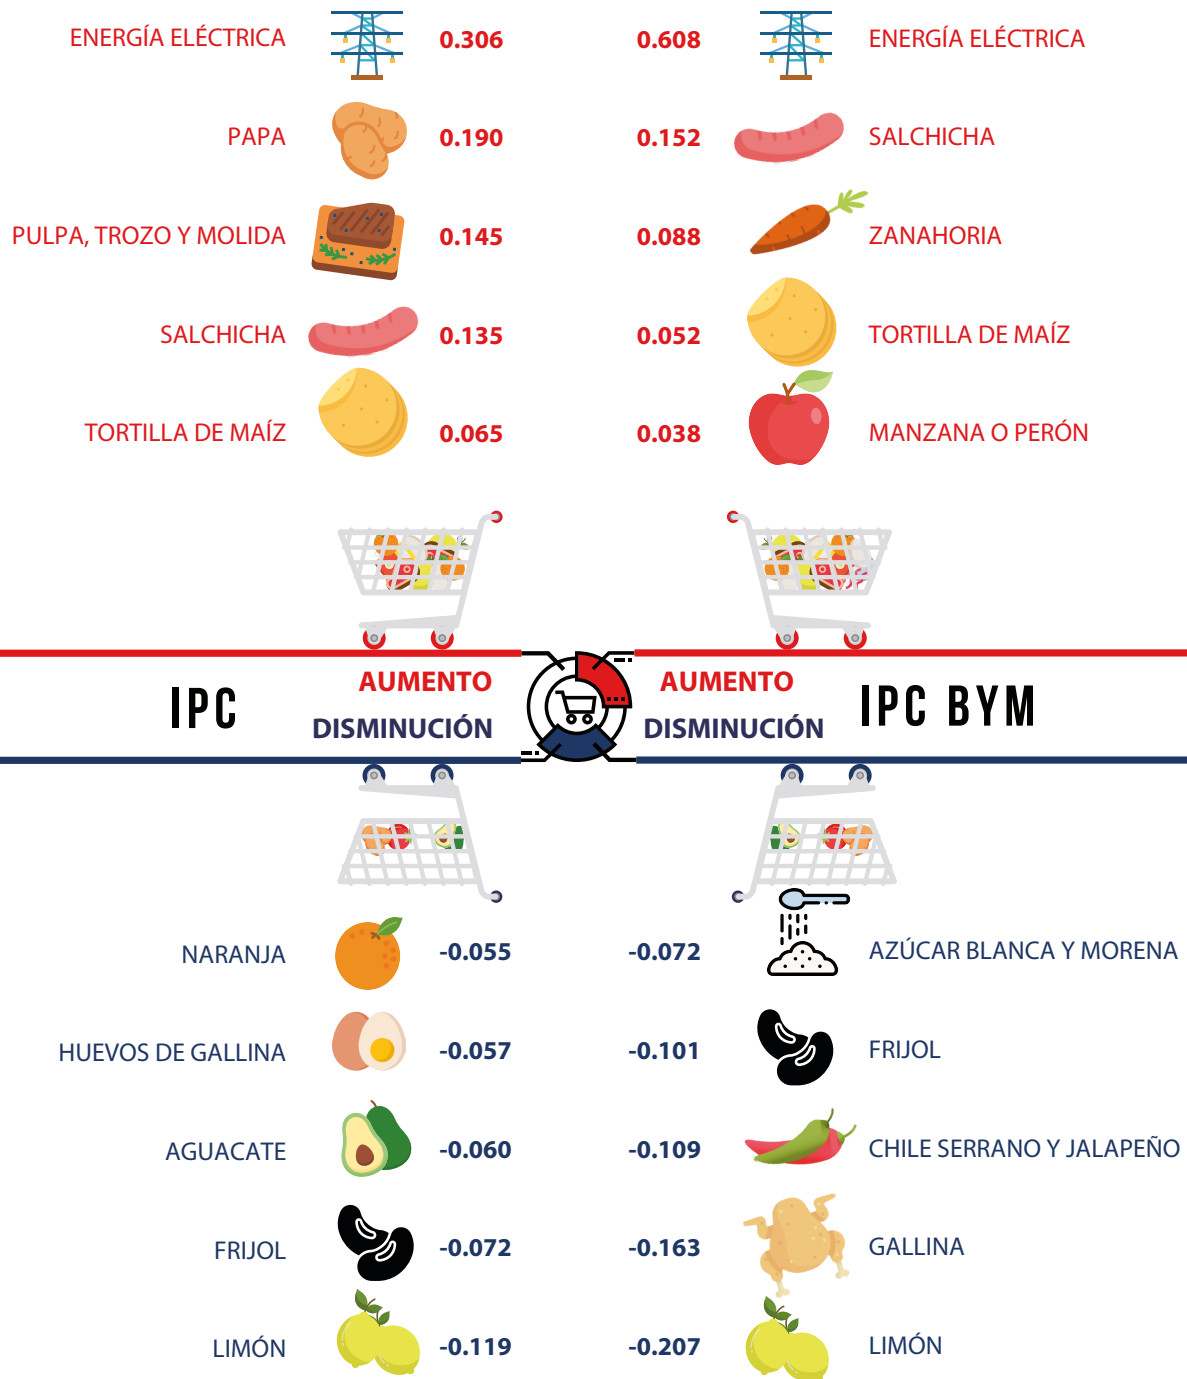 ENERGÍA ELÉCTRICA 0.306 0.608 ENERGÍA ELÉCTRICA
PAPA 0.190 0.152 SALCHICHA
PULPA, TROZO Y MOLIDA 0.145 0.088 ZANAHORIA
SALCHICHA 0.135 0.052 TORTILLA DE MAÍZ
TORTILLA DE MAÍZ 0.065 0.038 MANZANA O PERÓN
IPC AUMENTO AUMENTO IPC BYM
DISMINUCIÓN DISMINUCIÓN
NARANJA -0.055 -0.072 AZÚCAR BLANCA Y MORENA
HUEVOS DE GALLINA -0.057 -0.101 FRIJOL
AGUACATE -0.060 -0.109 CHILE SERRANO Y JALAPEÑO
FRIJOL -0.072 -0.163 GALLINA
LIMÓN -0.119 -0.207 LIMÓN